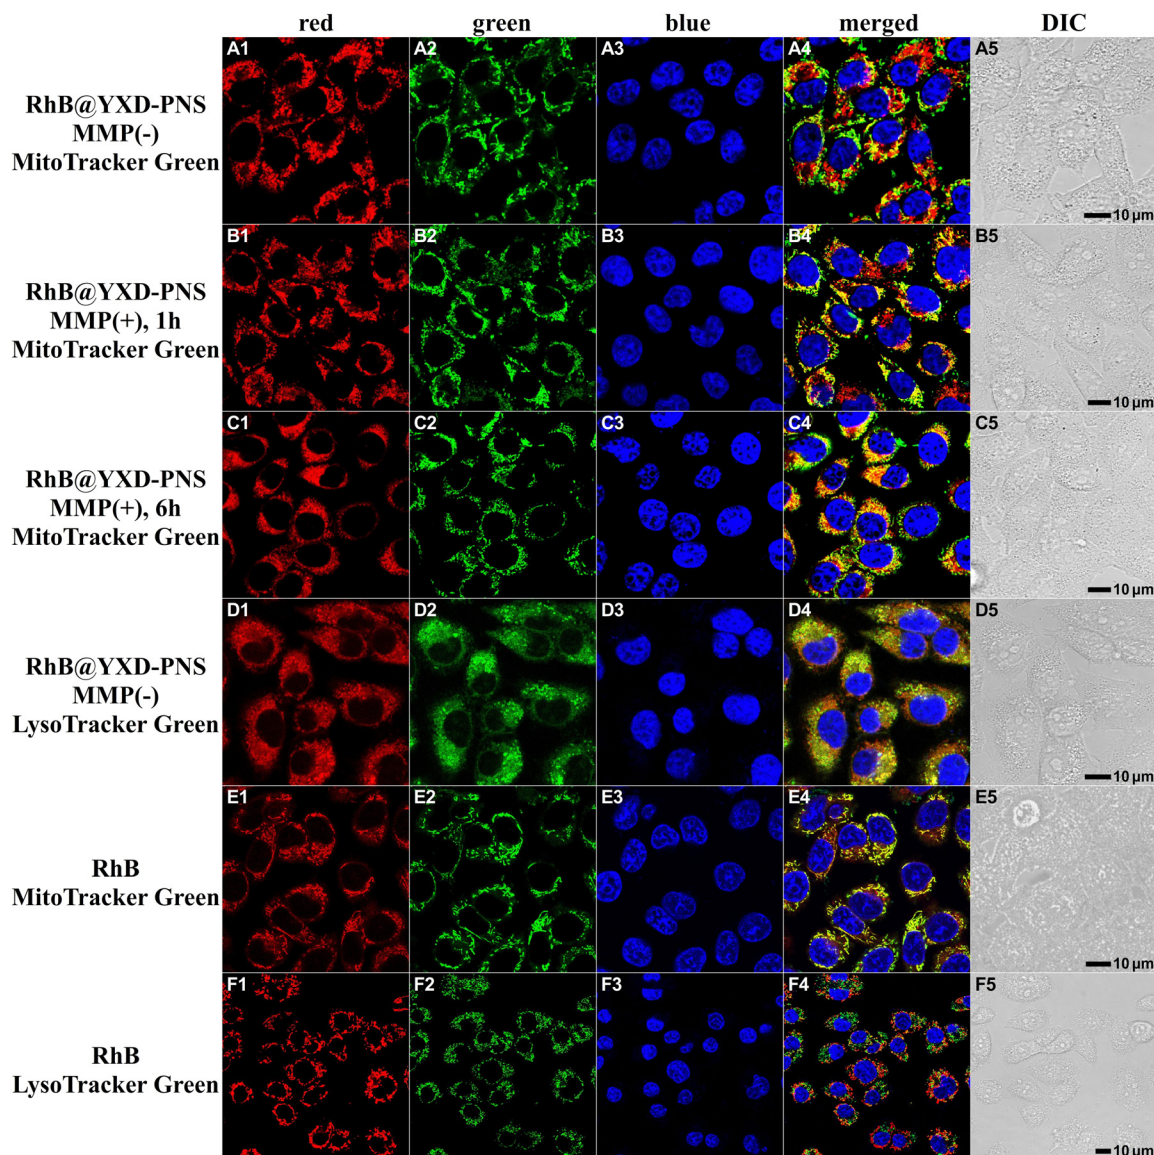 red green blue merged DIC
A1 A2 A3 A4 A5
RhB@YXD-PNS
MMP(-)
MitoTracker Green
10 µm
B1 B2 B3 B4 B5
RhB@YXD-PNS
MMP(+), 1h
MitoTracker Green
10 µm
C1 C2 C3 C4 C5
RhB@YXD-PNS
MMP(+), 6h
MitoTracker Green
10 µm
D1 D2 D3 D4 D5
RhB@YXD-PNS
MMP(-)
LysoTracker Green
10 µm
E1 E2 E3 E4 E5
RhB
MitoTracker Green
10 µm
F1 F2 F3 F4 F5
RhB
LysoTracker Green
10 µm